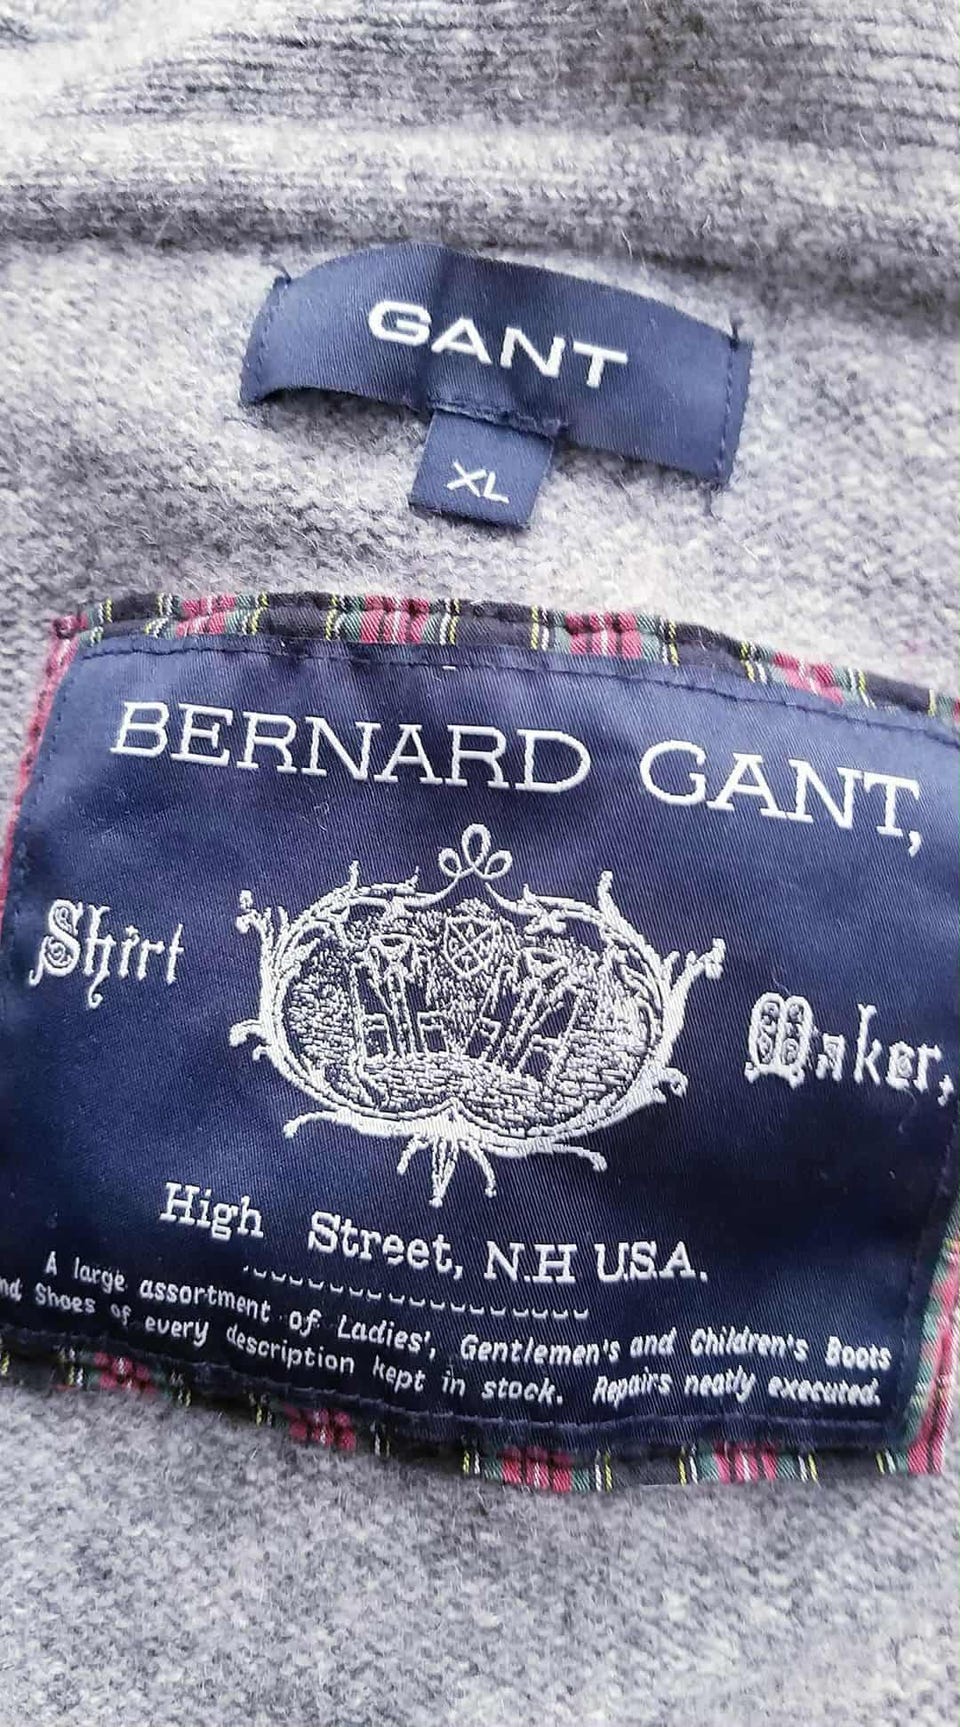 GANT
XL
BERNARD GANT,
Shirt Maker,
High Street, N.H U.S.A.
A large assortment of Ladies', Gentlemen's and Children's Boots
nd Shoes of every description kept in stock. Repairs neatly executed.